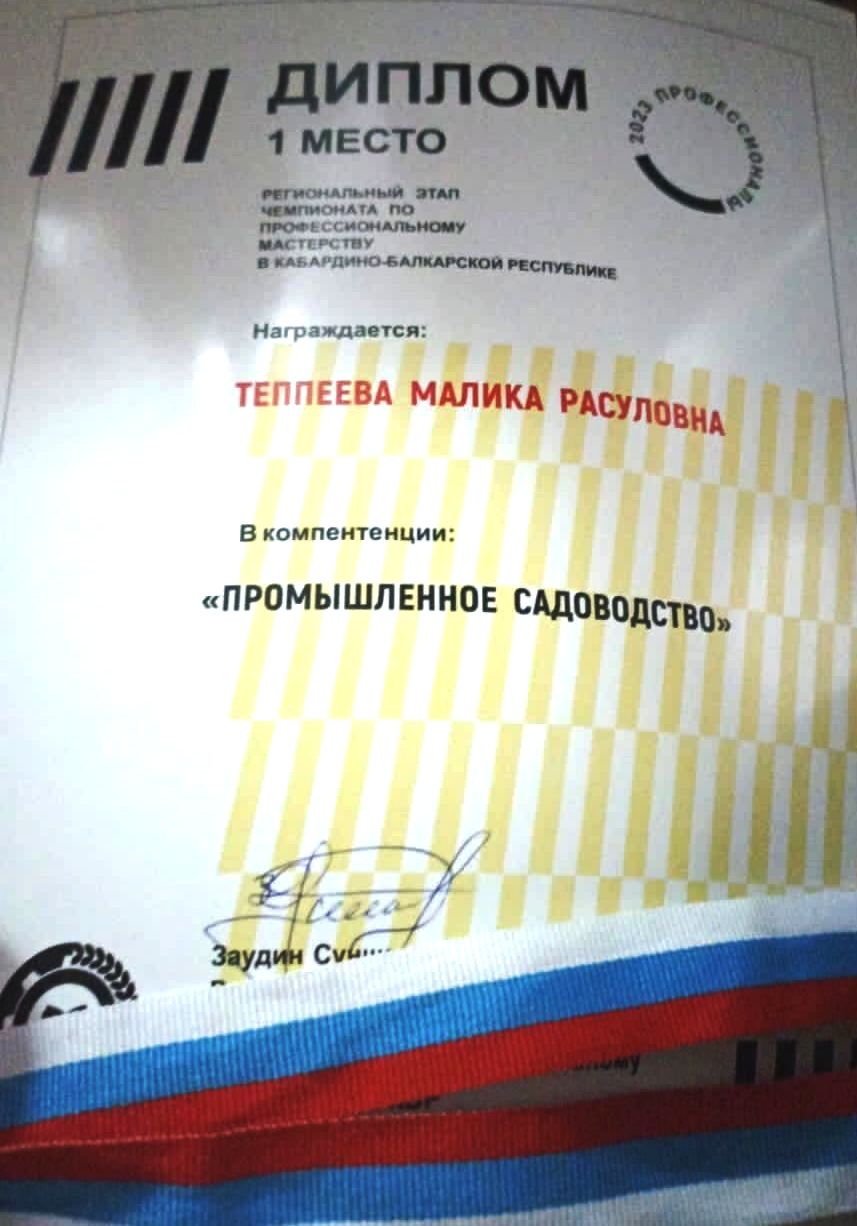 ДИПЛОМ
1 МЕСТО
2023 ПРОФЕССИОНАЛЫ
РЕГИОНАЛЬНЫЙ ЭТАП
ЧЕМПИОНАТА ПО
ПРОФЕССИОНАЛЬНОМУ
МАСТЕРСТВУ
В КАБАРДИНО-БАЛКАРСКОЙ РЕСПУБЛИКЕ
Награждается:
ТЕППЕЕВА МАЛИКА РАСУЛОВНА
В компентенции:
«ПРОМЫШЛЕННОЕ САДОВОДСТВО»
Заудин